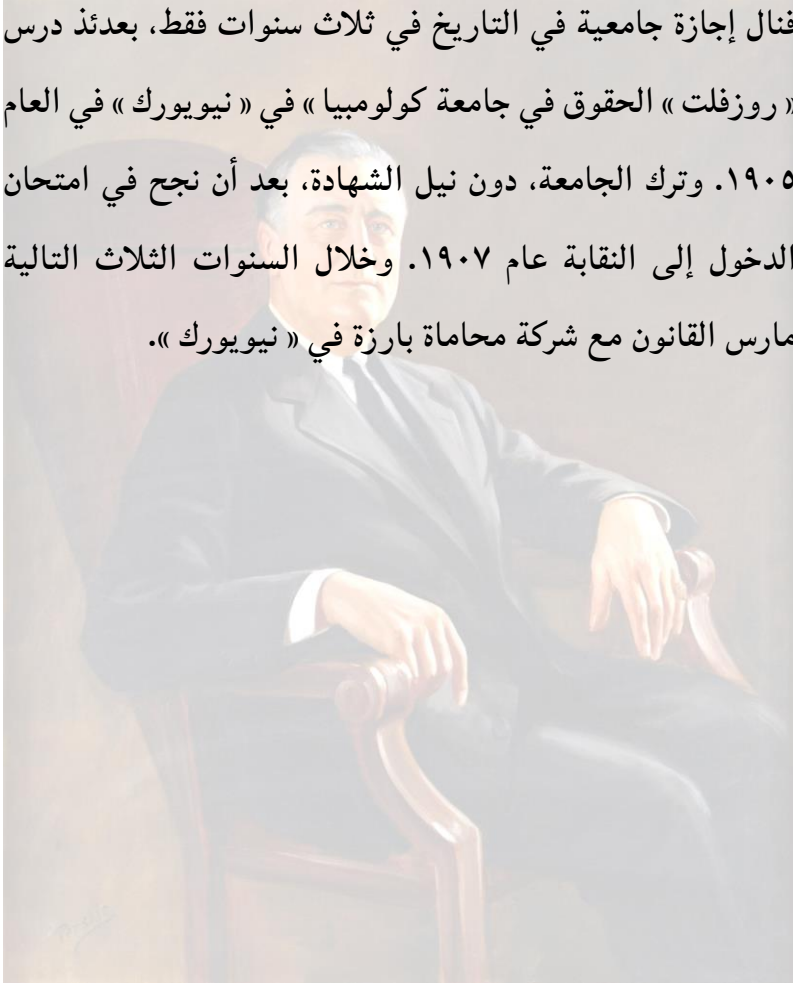 فنال إجازة جامعية في التاريخ في ثلاث سنوات فقط، بعدئذ درس
« روزفلت » الحقوق في جامعة كولومبيا » في « نيويورك » في العام
١٩٠٥. وترك الجامعة، دون نيل الشهادة، بعد أن نجح في امتحان
الدخول إلى النقابة عام ١٩٠٧. وخلال السنوات الثلاث التالية
مارس القانون مع شركة محاماة بارزة في « نيويورك ».